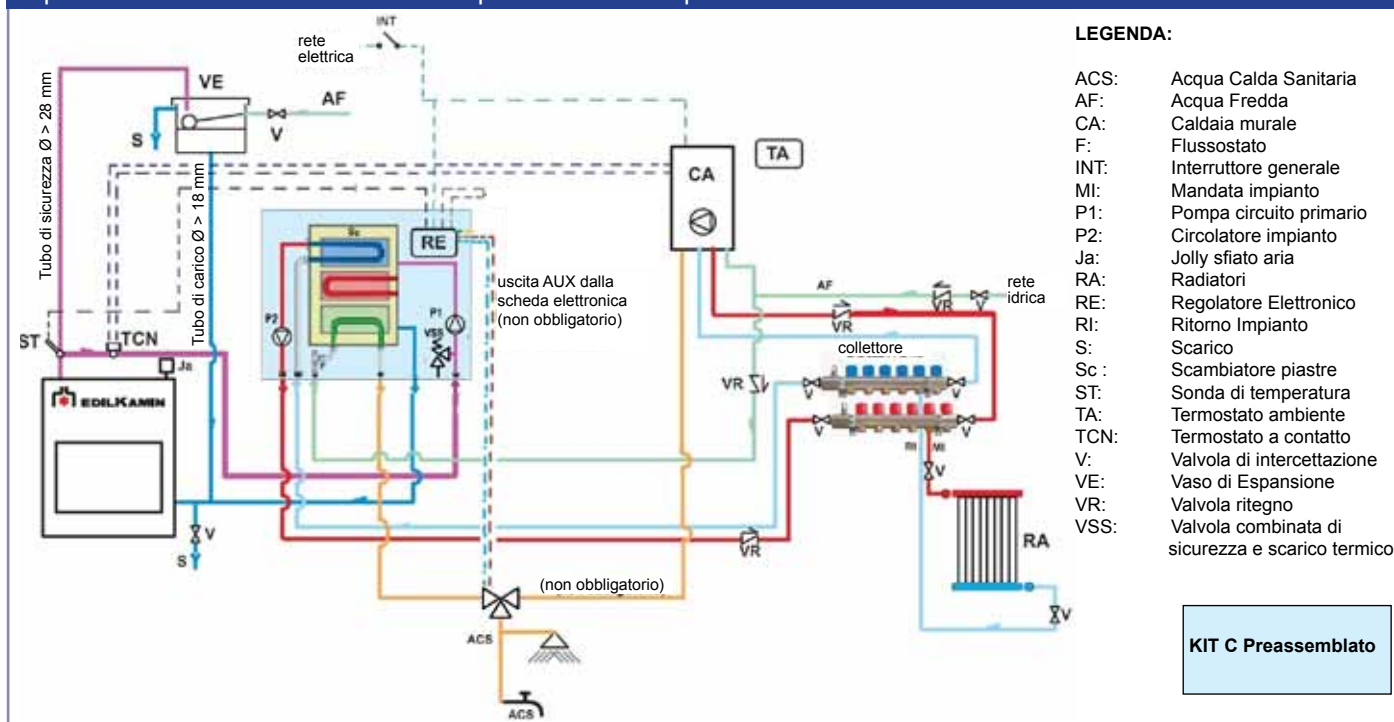 INT
rete
elettrica
VE
AF
V
S
Tubo di sicurezza Ø > 28 mm
Tubo di carico Ø > 18 mm
CA
TA
Sc
RE
P2
P1
VSS
F
uscita AUX dalla
scheda elettronica
(non obbligatorio)
AF
VR
V
rete
idrica
VR
collettore
VR
V
V
V
V
RI
MI
V
ST
TCN
Ja
EDILKAMIN
V
S
VR
RA
V
(non obbligatorio)
ACS
ACS
LEGENDA:
ACS: Acqua Calda Sanitaria
AF: Acqua Fredda
CA: Caldaia murale
F: Flussostato
INT: Interruttore generale
MI: Mandata impianto
P1: Pompa circuito primario
P2: Circolatore impianto
Ja: Jolly sfiato aria
RA: Radiatori
RE: Regolatore Elettronico
RI: Ritorno Impianto
S: Scarico
Sc : Scambiatore piastre
ST: Sonda di temperatura
TA: Termostato ambiente
TCN: Termostato a contatto
V: Valvola di intercettazione
VE: Vaso di Espansione
VR: Valvola ritegno
VSS: Valvola combinata di
sicurezza e scarico termico
KIT C Preassemblato